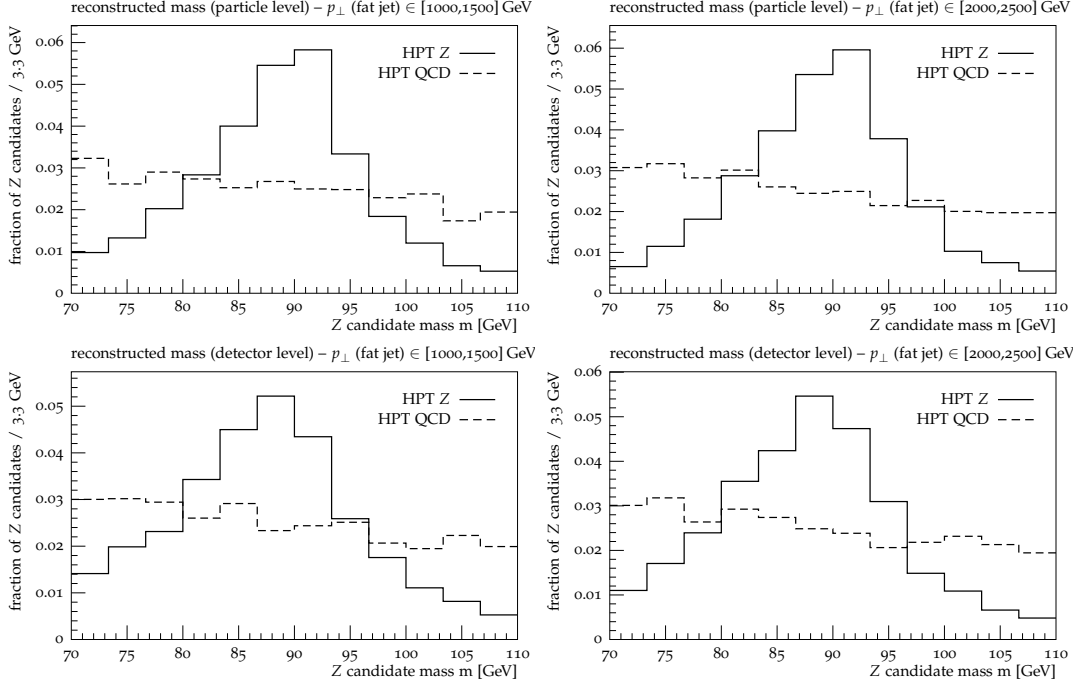 reconstructed mass (particle level) – p⊥ (fat jet) ∈ [1000,1500] GeV
fraction of Z candidates / 3.3 GeV
0.06
0.05
0.04
0.03
0.02
0.01
0
HPT Z
HPT QCD
70 75 80 85 90 95 100 105 110
Z candidate mass m [GeV]
reconstructed mass (particle level) – p⊥ (fat jet) ∈ [2000,2500] GeV
fraction of Z candidates / 3.3 GeV
0.06
0.05
0.04
0.03
0.02
0.01
0
HPT Z
HPT QCD
70 75 80 85 90 95 100 105 110
Z candidate mass m [GeV]
reconstructed mass (detector level) – p⊥ (fat jet) ∈ [1000,1500] GeV
fraction of Z candidates / 3.3 GeV
0.05
0.04
0.03
0.02
0.01
0
HPT Z
HPT QCD
70 75 80 85 90 95 100 105 110
Z candidate mass m [GeV]
reconstructed mass (detector level) – p⊥ (fat jet) ∈ [2000,2500] GeV
fraction of Z candidates / 3.3 GeV
0.06
0.05
0.04
0.03
0.02
0.01
0
HPT Z
HPT QCD
70 75 80 85 90 95 100 105 110
Z candidate mass m [GeV]